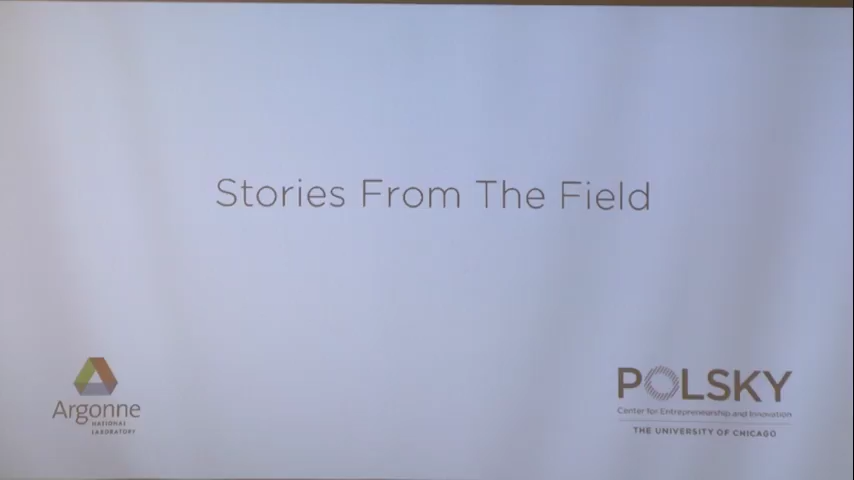 Stories From The Field
Argonne
NATIONAL
LABORATORY
POLSKY
Center for Entrepreneurship and Innovation
THE UNIVERSITY OF CHICAGO